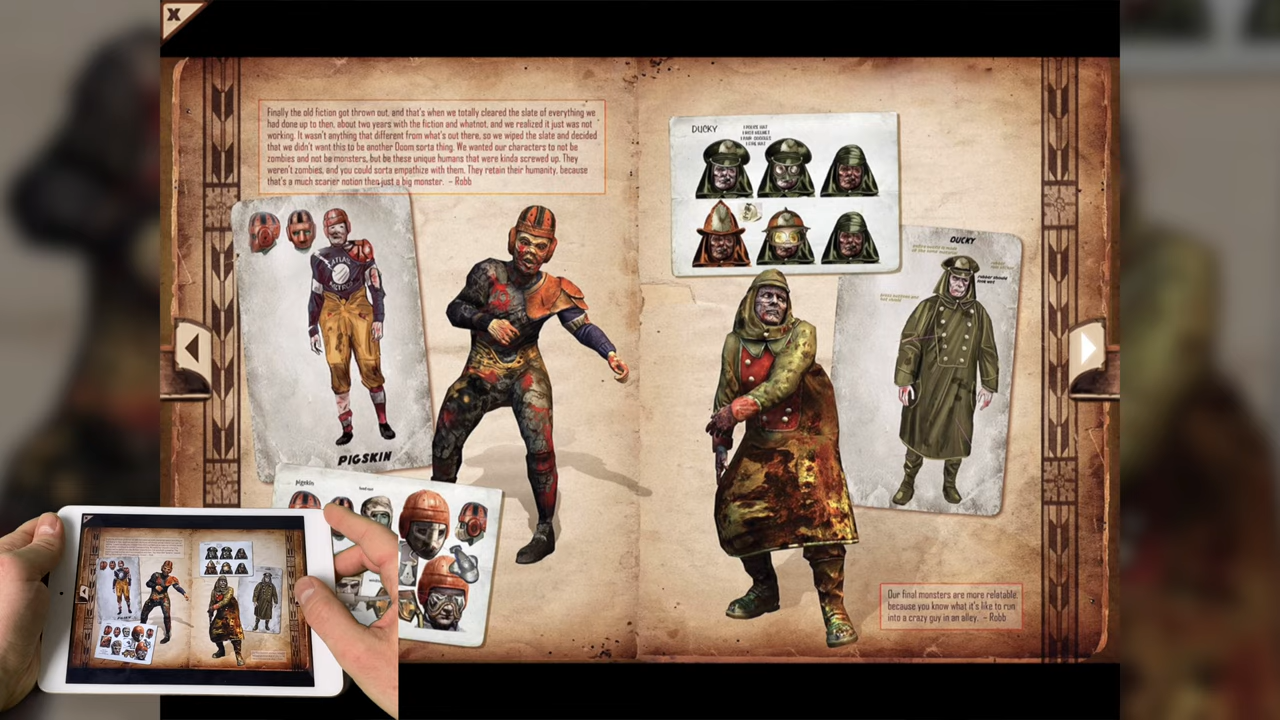 X
Finally the old fiction got thrown out, and that's when we totally cleared the slate of everything we
had done up to then, about two years with the fiction and whatnot, and we realized it just was not
working. It wasn't anything that different from what's out there, so we wiped the slate and decided
that we didn't want this to be another Doom sorta thing. We wanted our characters to not be
zombies and not be monsters, but be these unique humans that were kinda screwed up. They
weren't zombies, and you could sorta empathize with them. They retain their humanity, because
that's a much scarier notion then just a big monster. – Robb
PIGSKIN
pigskin
DUCKY
DUCKY
Our final monsters are more relatable,
because you know what it's like to run
into a crazy guy in an alley. – Robb